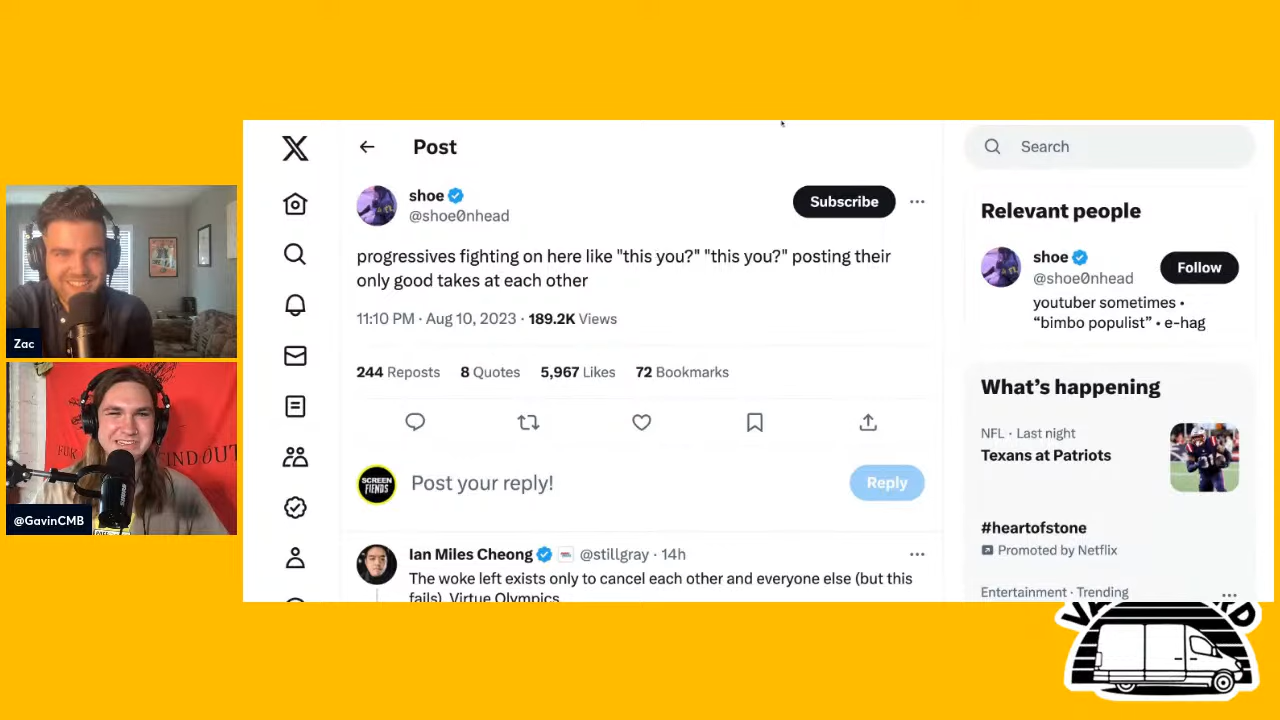 Post
shoe
@shoe0nhead
Subscribe
progressives fighting on here like "this you?" "this you?" posting their
only good takes at each other
11:10 PM · Aug 10, 2023 · 189.2K Views
244 Reposts 8 Quotes 5,967 Likes 72 Bookmarks
SCREEN
FIENDS
Post your reply!
Reply
Ian Miles Cheong @stillgray · 14h
The woke left exists only to cancel each other and everyone else (but this
fails). Virtue Olympics
Search
Relevant people
shoe
@shoe0nhead
Follow
youtuber sometimes •
“bimbo populist” • e-hag
What’s happening
NFL · Last night
Texans at Patriots
#heartofstone
Promoted by Netflix
Entertainment · Trending
Zac
FIND OUT
@GavinCMB